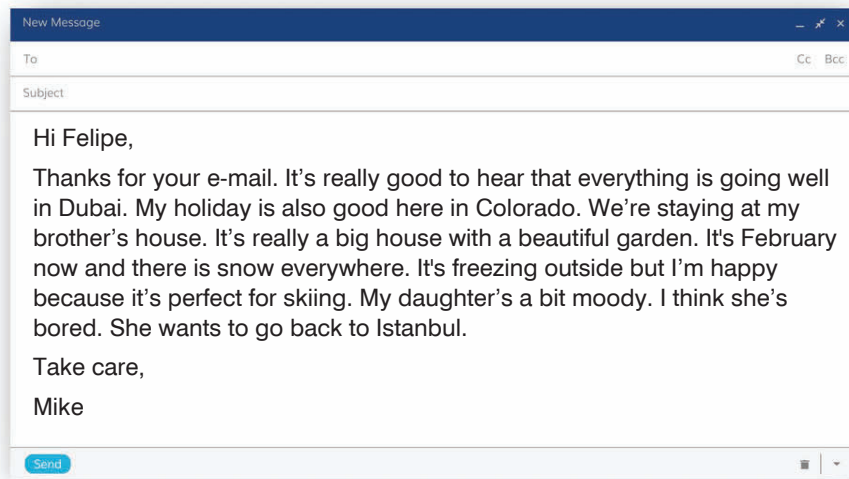 New Message
To Cc Bcc
Subject
Hi Felipe,
Thanks for your e-mail. It’s really good to hear that everything is going well
in Dubai. My holiday is also good here in Colorado. We’re staying at my
brother’s house. It’s really a big house with a beautiful garden. It's February
now and there is snow everywhere. It's freezing outside but I’m happy
because it’s perfect for skiing. My daughter’s a bit moody. I think she’s
bored. She wants to go back to Istanbul.
Take care,
Mike
Send